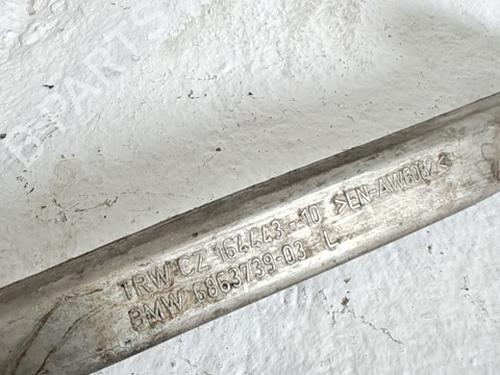 TRW-CZ 164443-10 >EN-AW6082<
BMW 6863739-03 L